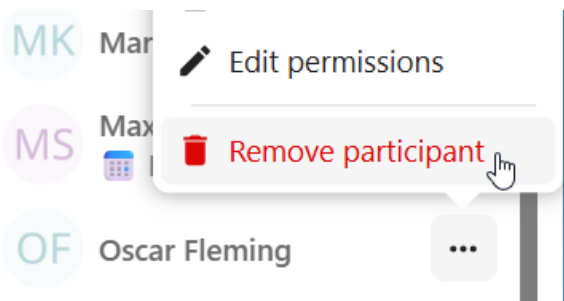 MK Mar
Edit permissions
MS Max
Remove participant
OF Oscar Fleming